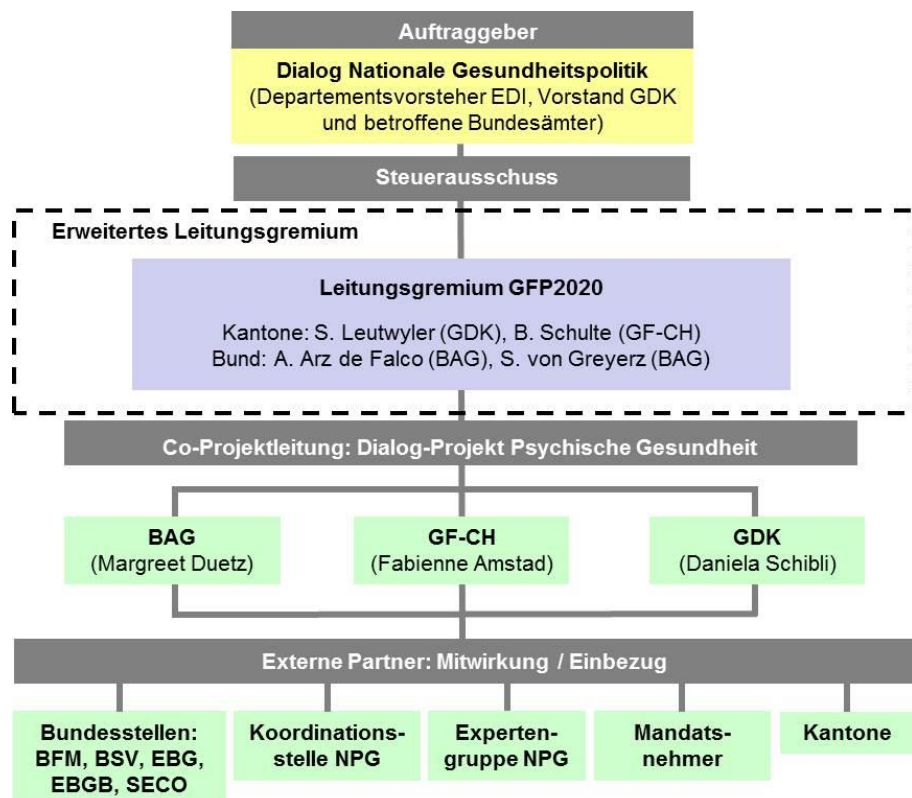 Auftraggeber
Dialog Nationale Gesundheitspolitik
(Departementsvorsteher EDI, Vorstand GDK
und betroffene Bundesämter)
Steuerausschuss
Erweitertes Leitungsgremium
Leitungsgremium GFP2020
Kantone: S. Leutwyler (GDK), B. Schulte (GF-CH)
Bund: A. Arz de Falco (BAG), S. von Greyerz (BAG)
Co-Projektleitung: Dialog-Projekt Psychische Gesundheit
BAG
(Margreet Duetz)
GF-CH
(Fabienne Amstad)
GDK
(Daniela Schibli)
Externe Partner: Mitwirkung / Einbezug
Bundesstellen:
BFM, BSV, EBG,
EBGB, SECO
Koordinations-
stelle NPG
Experten-
gruppe NPG
Mandats-
nehmer
Kantone